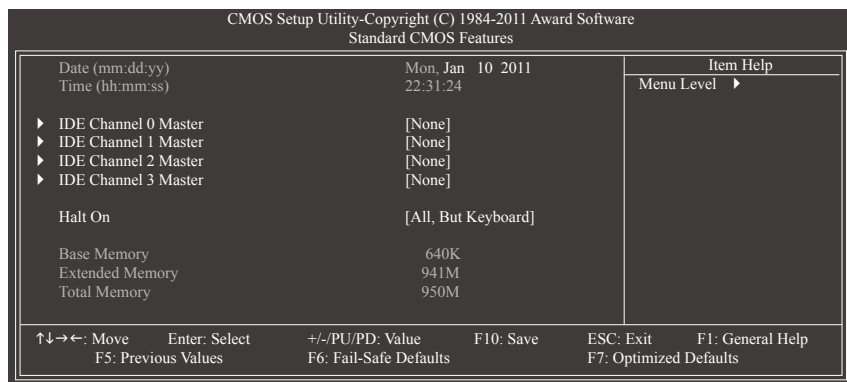 CMOS Setup Utility-Copyright (C) 1984-2011 Award Software
Standard CMOS Features
Date (mm:dd:yy) Mon, Jan 10 2011
Time (hh:mm:ss) 22:31:24
IDE Channel 0 Master [None]
IDE Channel 1 Master [None]
IDE Channel 2 Master [None]
IDE Channel 3 Master [None]
Halt On [All, But Keyboard]
Base Memory 640K
Extended Memory 941M
Total Memory 950M
Item Help
Menu Level ▶
↑↓→←: Move Enter: Select +/-/PU/PD: Value F10: Save ESC: Exit F1: General Help
F5: Previous Values F6: Fail-Safe Defaults F7: Optimized Defaults